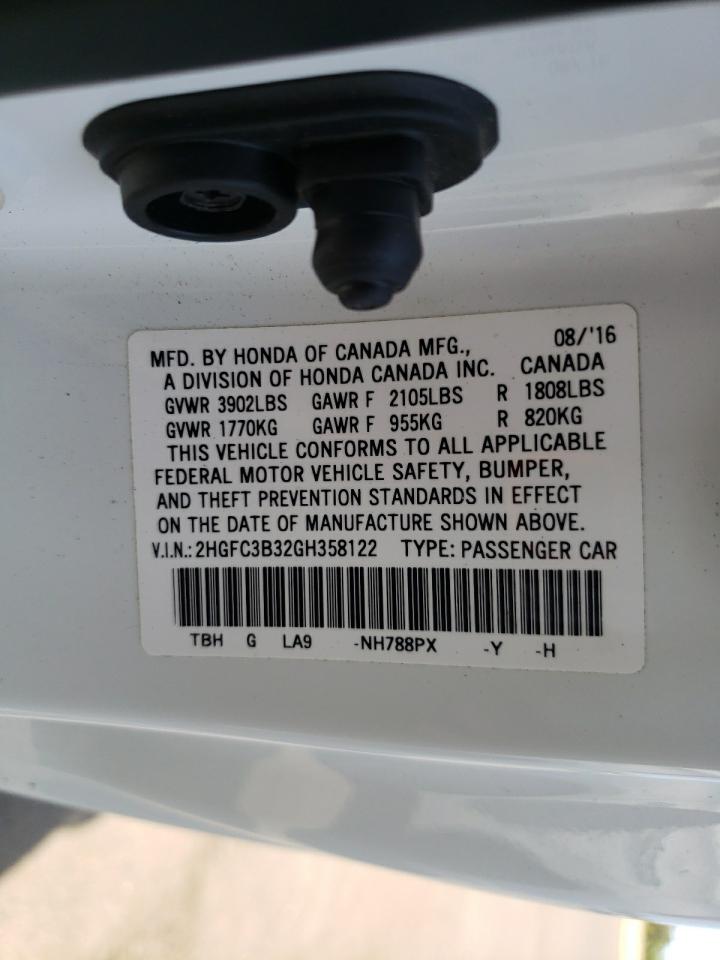 MFD. BY HONDA OF CANADA MFG., 08/'16
A DIVISION OF HONDA CANADA INC. CANADA
GVWR 3902LBS GAWR F 2105LBS R 1808LBS
GVWR 1770KG GAWR F 955KG R 820KG
THIS VEHICLE CONFORMS TO ALL APPLICABLE
FEDERAL MOTOR VEHICLE SAFETY, BUMPER,
AND THEFT PREVENTION STANDARDS IN EFFECT
ON THE DATE OF MANUFACTURE SHOWN ABOVE.
V.I.N.: 2HGFC3B32GH358122 TYPE: PASSENGER CAR
TBH G LA9 -NH788PX -Y -H